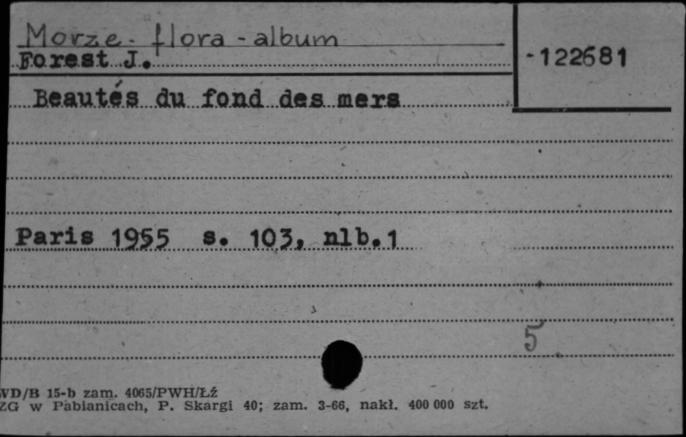 Morze - flora - album
Forest J.
-122681
Beautés du fond des mers
Paris 1955 s. 103, nlb.1
5
WD/B 15-b zam. 4065/PWH/Łź
ZG w Pabianicach, P. Skargi 40; zam. 3-66, nakł. 400 000 szt.